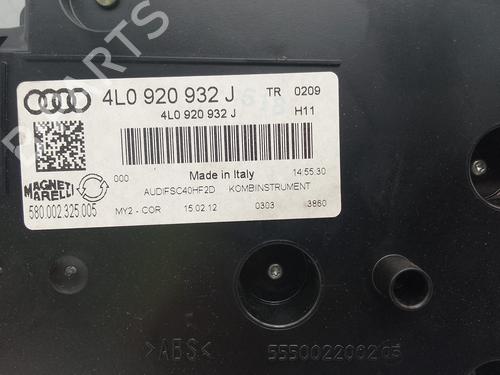 4L0 920 932 J TR 0209
4L0 920 932 J H11
000 Made in Italy 14:55:30
AUDIFSC40HF2D KOMBINSTRUMENT
MAGNETI
MARELLI
580.002.325.005 MY2 - COR 15.02.12 0303 3860
>ABS< 555002200205